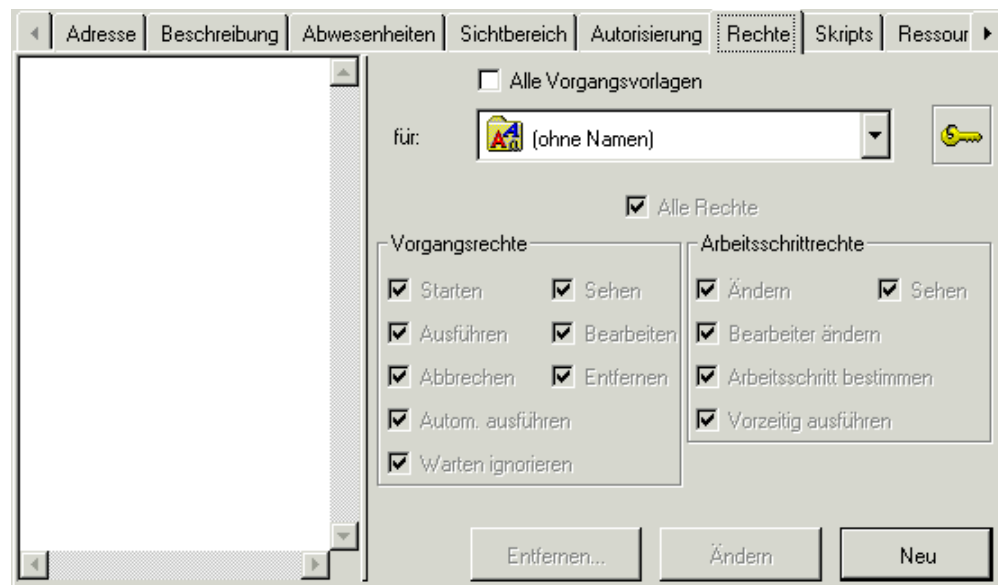 Adresse Beschreibung Abwesenheiten Sichtbereich Autorisierung Rechte Skripts Ressour
Alle Vorgangsvorlagen
für: (ohne Namen)
Alle Rechte
Vorgangsrechte
Starten Sehen
Ausführen Bearbeiten
Abbrechen Entfernen
Autom. ausführen
Warten ignorieren
Arbeitsschrittrechte
Ändern Sehen
Bearbeiter ändern
Arbeitsschritt bestimmen
Vorzeitig ausführen
Entfernen... Ändern Neu